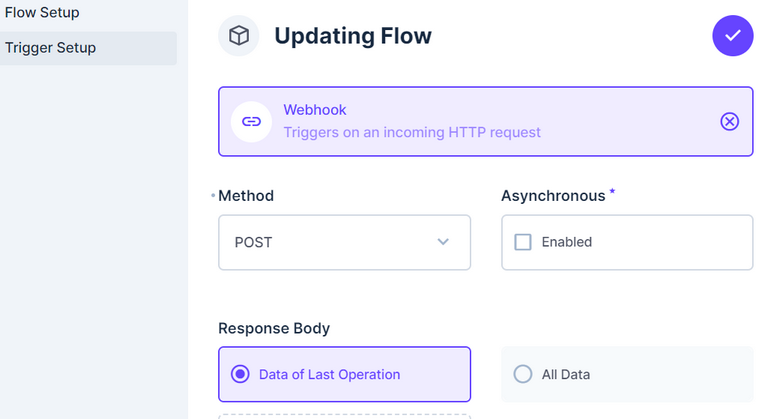 Flow Setup
Trigger Setup
Updating Flow
Webhook
Triggers on an incoming HTTP request
Method
Asynchronous *
POST
Enabled
Response Body
Data of Last Operation
All Data